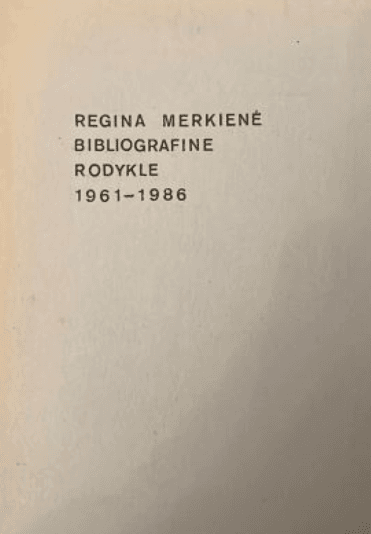 REGINA MERKIENĖ
BIBLIOGRAFINE
RODYKLE
1961-1986